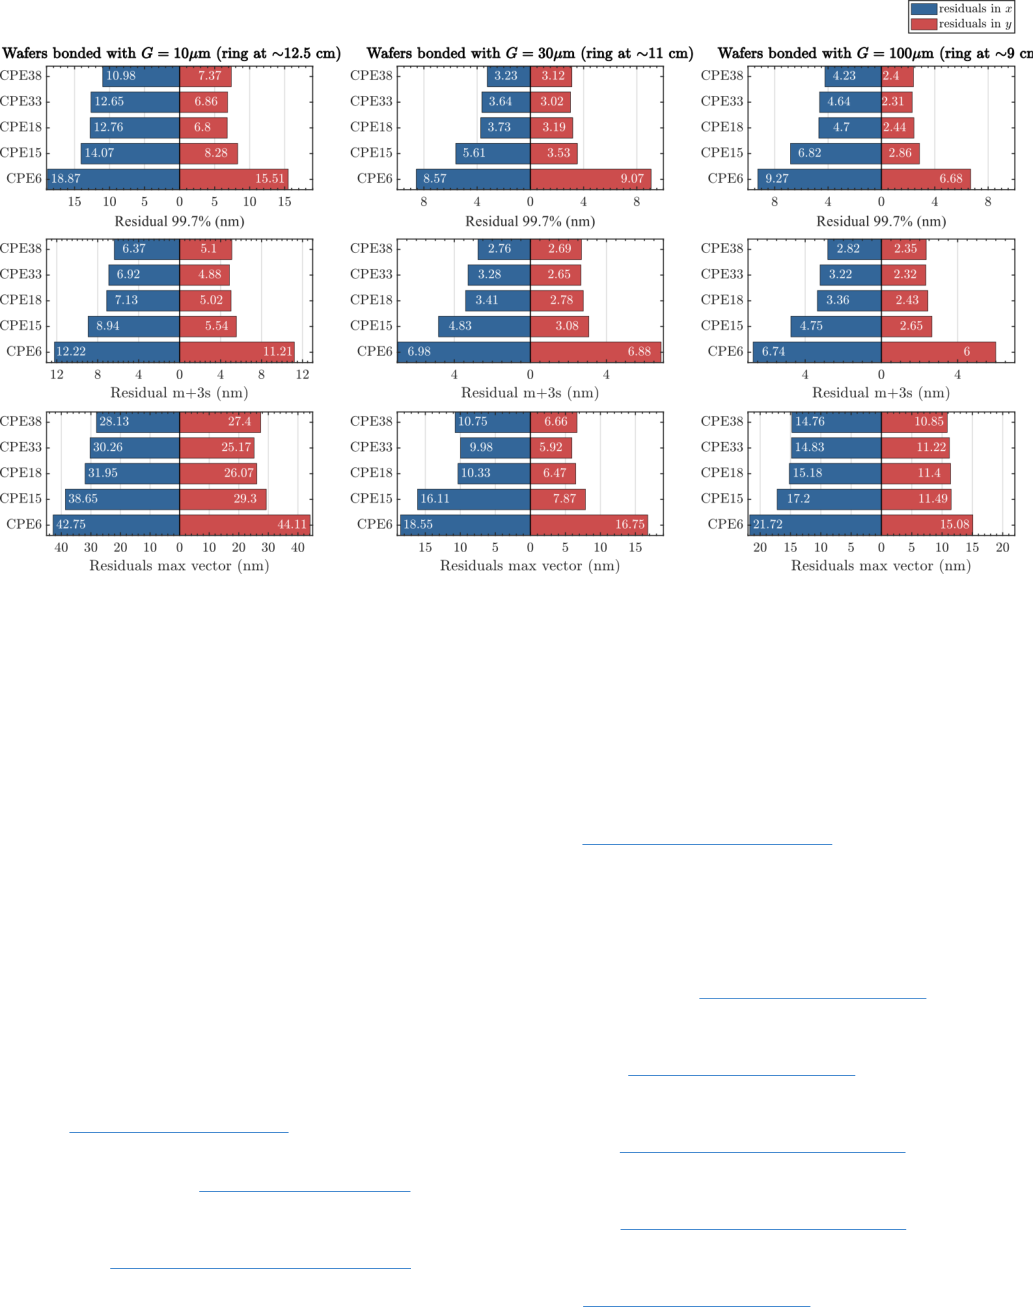 residuals in x
residuals in y
Wafers bonded with G = 10μm (ring at ~12.5 cm)
CPE38 10.98 7.37
CPE33 12.65 6.86
CPE18 12.76 6.8
CPE15 14.07 8.28
CPE6 18.87 15.51
15 10 5 0 5 10 15
Residual 99.7% (nm)
Wafers bonded with G = 30μm (ring at ~11 cm)
CPE38 3.23 3.12
CPE33 3.64 3.02
CPE18 3.73 3.19
CPE15 5.61 3.53
CPE6 8.57 9.07
8 4 0 4 8
Residual 99.7% (nm)
Wafers bonded with G = 100μm (ring at ~9 cm
CPE38 4.23 2.4
CPE33 4.64 2.31
CPE18 4.7 2.44
CPE15 6.82 2.86
CPE6 9.27 6.68
8 4 0 4 8
Residual 99.7% (nm)
CPE38 6.37 5.1
CPE33 6.92 4.88
CPE18 7.13 5.02
CPE15 8.94 5.54
CPE6 12.22 11.21
12 8 4 0 4 8 12
Residual m+3s (nm)
CPE38 2.76 2.69
CPE33 3.28 2.65
CPE18 3.41 2.78
CPE15 4.83 3.08
CPE6 6.98 6.88
4 0 4
Residual m+3s (nm)
CPE38 2.82 2.35
CPE33 3.22 2.32
CPE18 3.36 2.43
CPE15 4.75 2.65
CPE6 6.74 6
4 0 4
Residual m+3s (nm)
CPE38 28.13 27.4
CPE33 30.26 25.17
CPE18 31.95 26.07
CPE15 38.65 29.3
CPE6 42.75 44.11
40 30 20 10 0 10 20 30 40
Residuals max vector (nm)
CPE38 10.75 6.66
CPE33 9.98 5.92
CPE18 10.33 6.47
CPE15 16.11 7.87
CPE6 18.55 16.75
15 10 5 0 5 10 15
Residuals max vector (nm)
CPE38 14.76 10.85
CPE33 14.83 11.22
CPE18 15.18 11.4
CPE15 17.2 11.49
CPE6 21.72 15.08
20 15 10 5 0 5 10 15 20
Residuals max vector (nm)